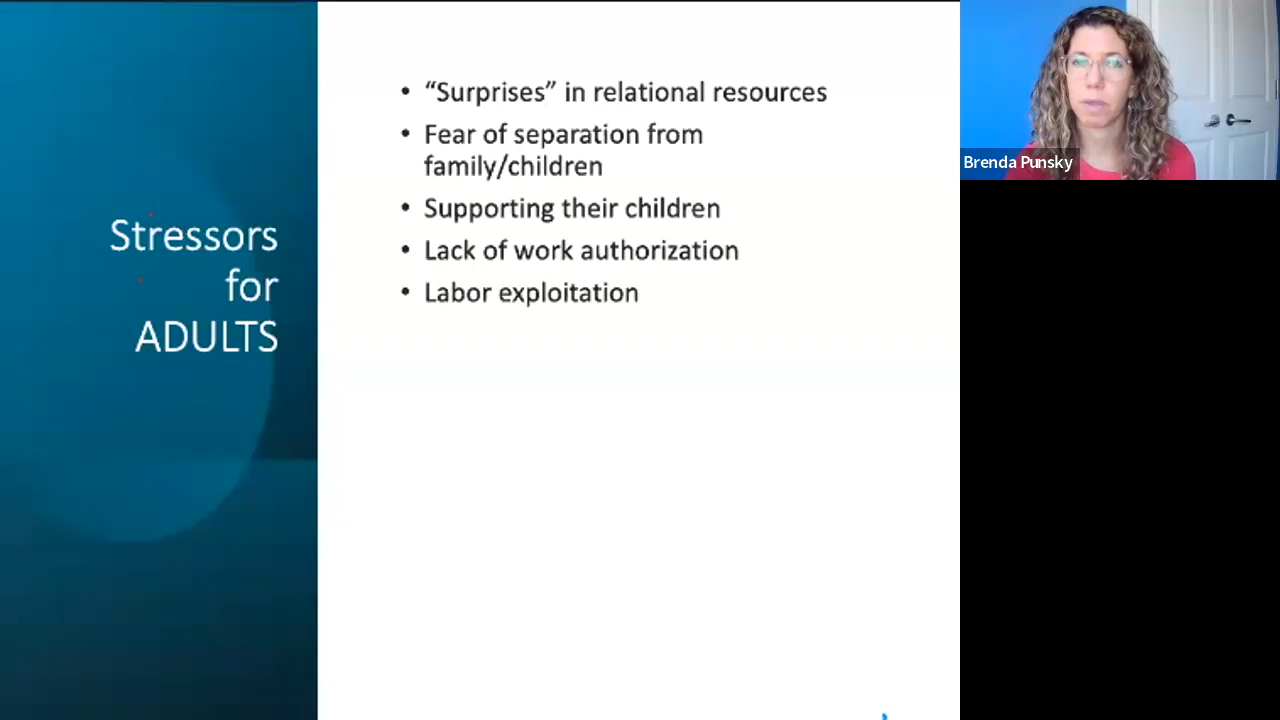 Stressors
for
ADULTS
• “Surprises” in relational resources
• Fear of separation from
family/children
• Supporting their children
• Lack of work authorization
• Labor exploitation
Brenda Punsky